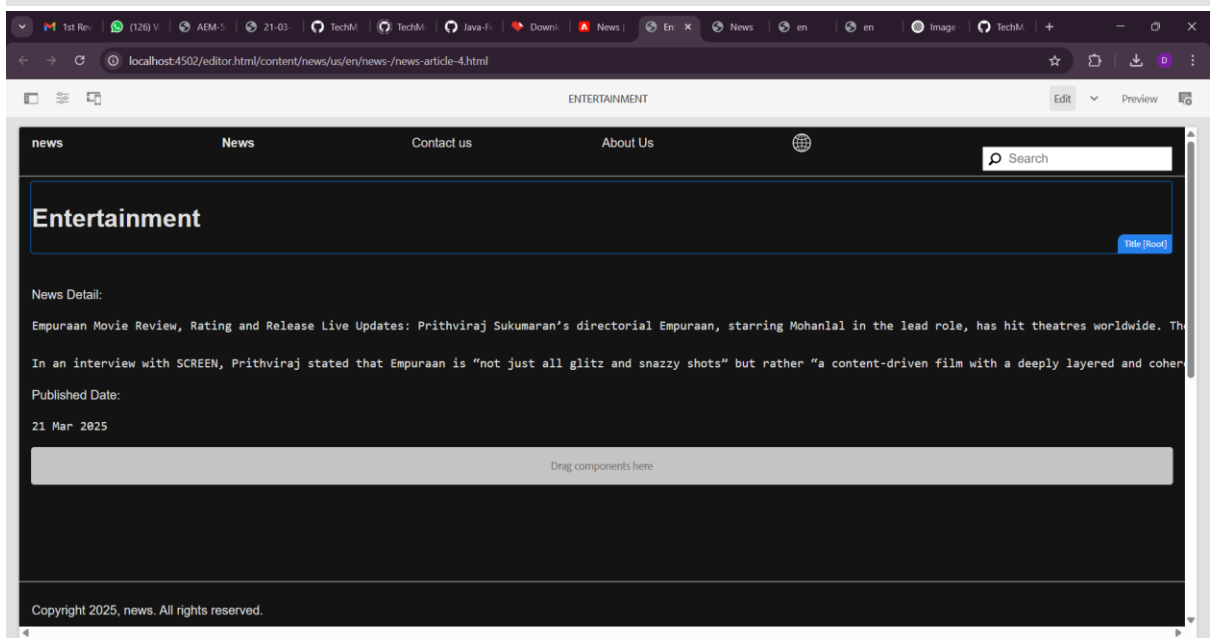 1st Rev (126) W AEM-5 21-03- TechM TechM Java-Fu Downl News | En News en en Image TechM
localhost:4502/editor.html/content/news/us/en/news-/news-article-4.html D
ENTERTAINMENT Edit Preview
news News Contact us About Us Search
Entertainment
Title [Root]
News Detail:
Empuraan Movie Review, Rating and Release Live Updates: Prithviraj Sukumaran’s directorial Empuraan, starring Mohanlal in the lead role, has hit theatres worldwide. Th
In an interview with SCREEN, Prithviraj stated that Empuraan is “not just all glitz and snazzy shots” but rather “a content-driven film with a deeply layered and coher
Published Date:
21 Mar 2025
Drag components here
Copyright 2025, news. All rights reserved.